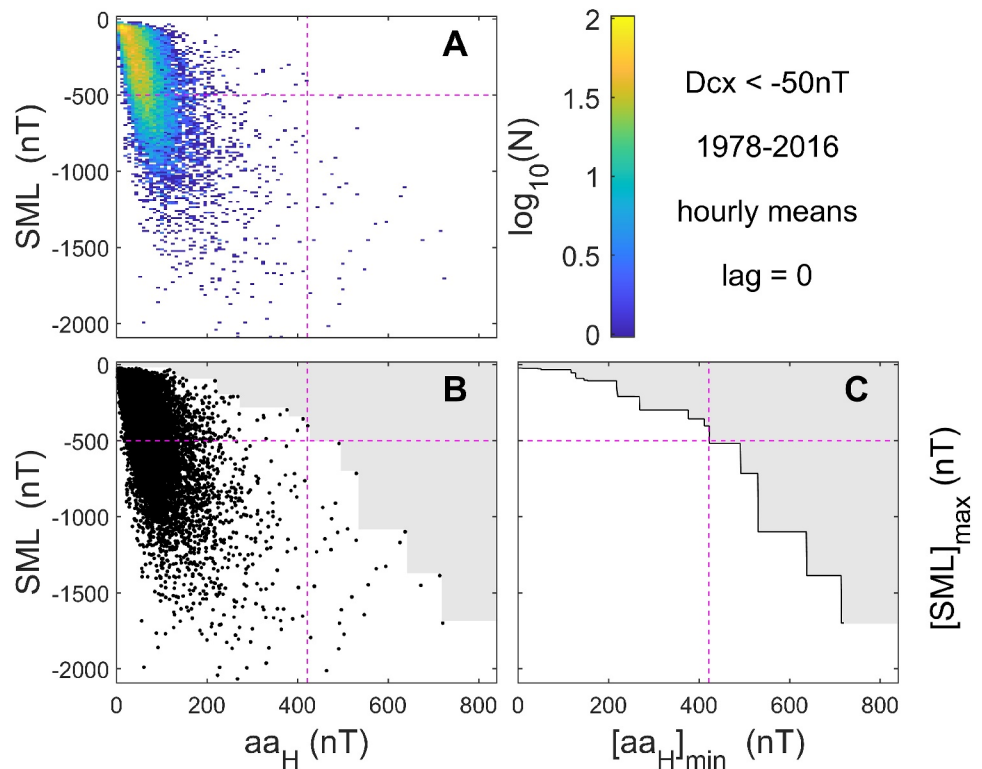 A
0
-500
-1000
-1500
-2000
SML (nT)
2
1.5
1
0.5
0
log10(N)
Dcx < -50nT
1978-2016
hourly means
lag = 0
B
0
-500
-1000
-1500
-2000
SML (nT)
0 200 400 600 800
aaH (nT)
C
0 200 400 600 800
[aaH]min (nT)
[SML]max (nT)